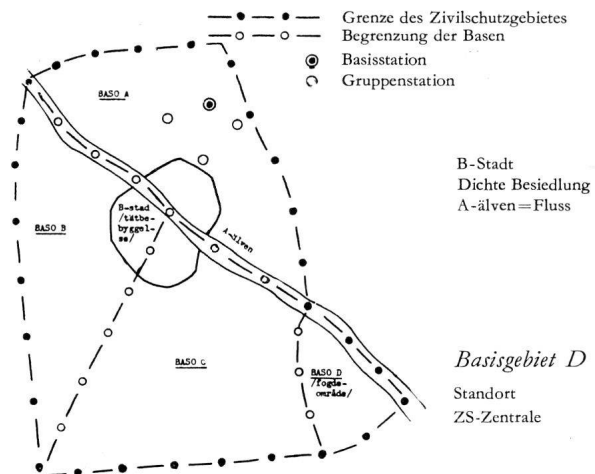 Grenze des Zivilschutzgebietes
Begrenzung der Basen
Basisstation
Gruppenstation
BASO A
B-Stadt
Dichte Besiedlung
A-älven=Fluss
B-stad
/tätbe-
byggel-
se/
BASO B
A-älven
BASO C
BASO D
/fögde-
område/
Basisgebiet D
Standort
ZS-Zentrale